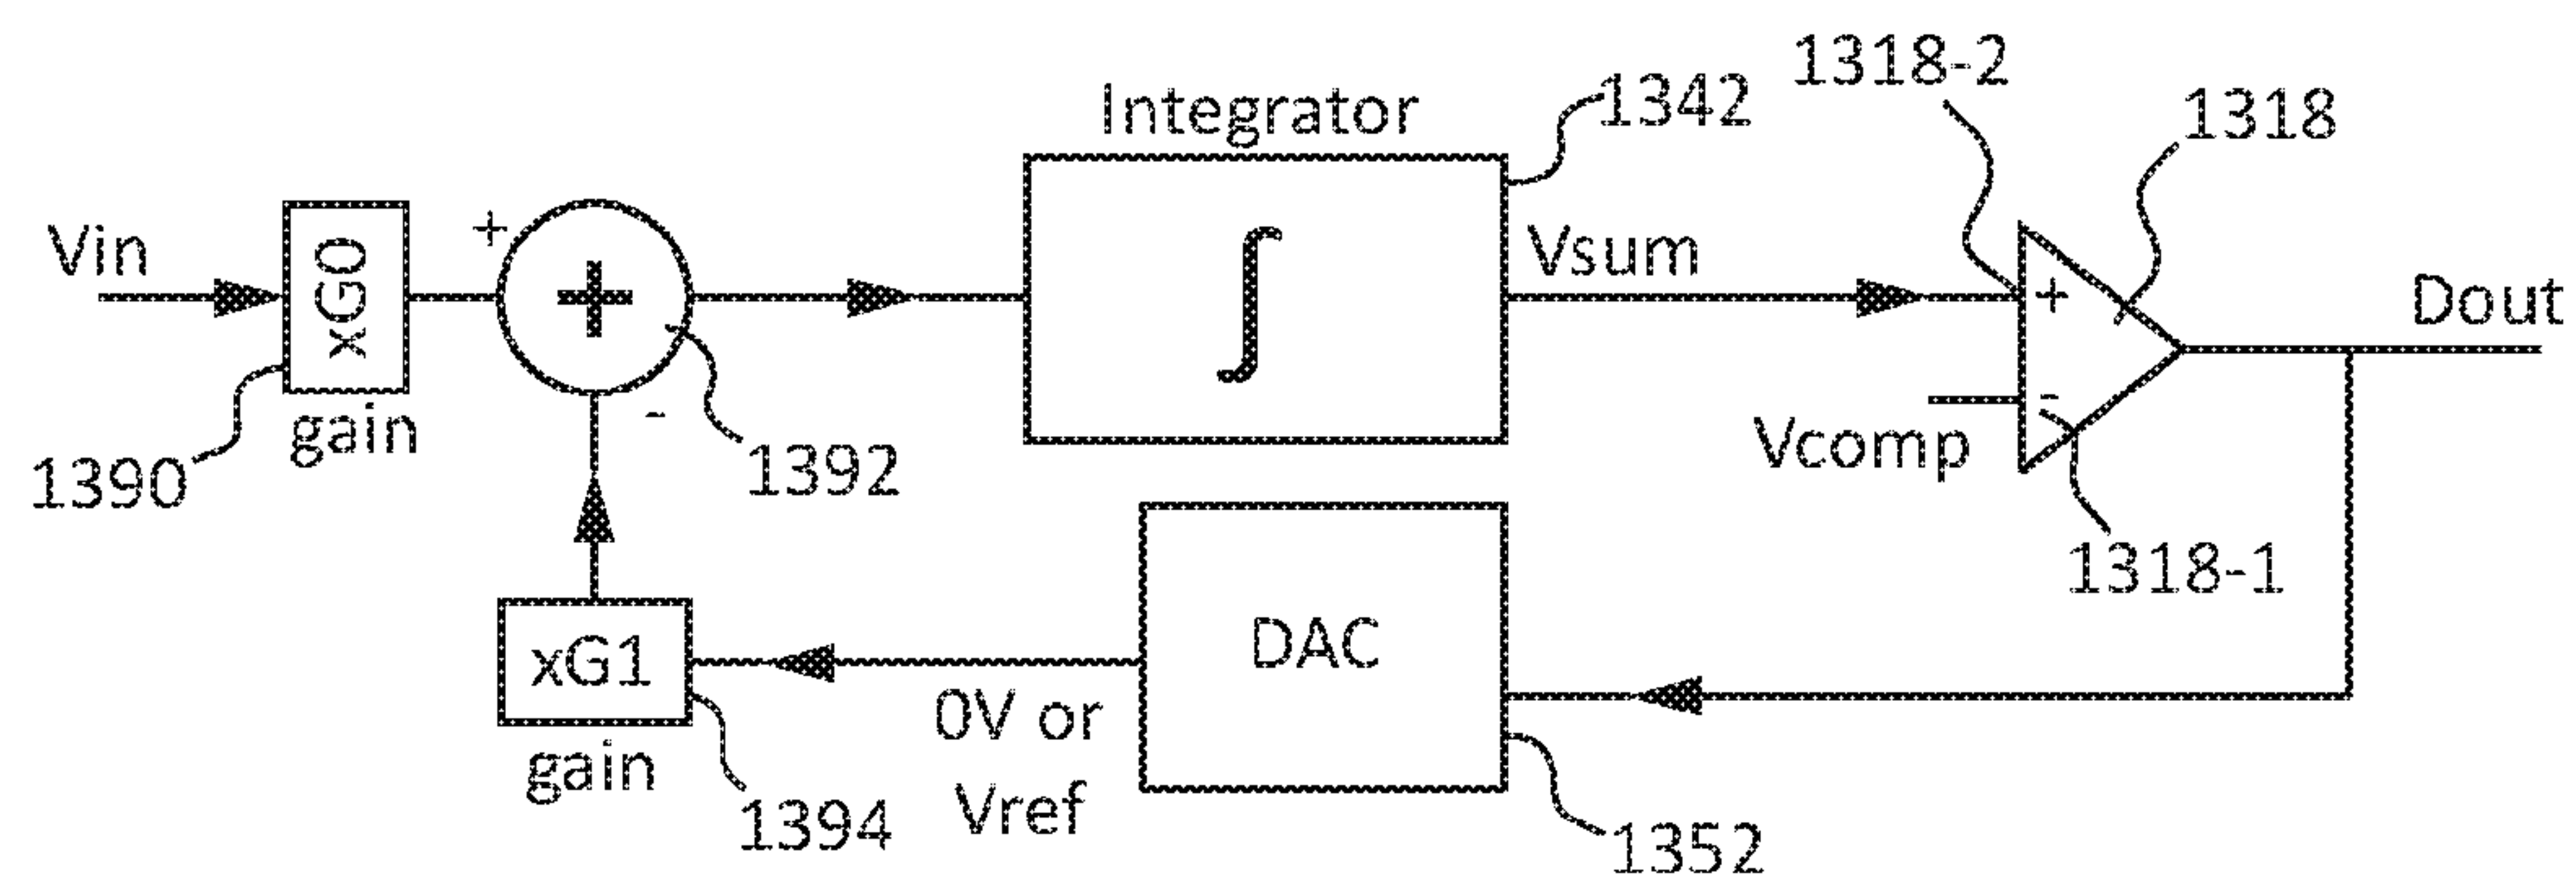 1318-2
Integrator
1342
1318
Vin
xG0
+
+
∫
Vsum
+
Dout
gain
-
1390
1392
Vcomp
-
1318-1
xG1
gain
1394
0V or
Vref
DAC
1352